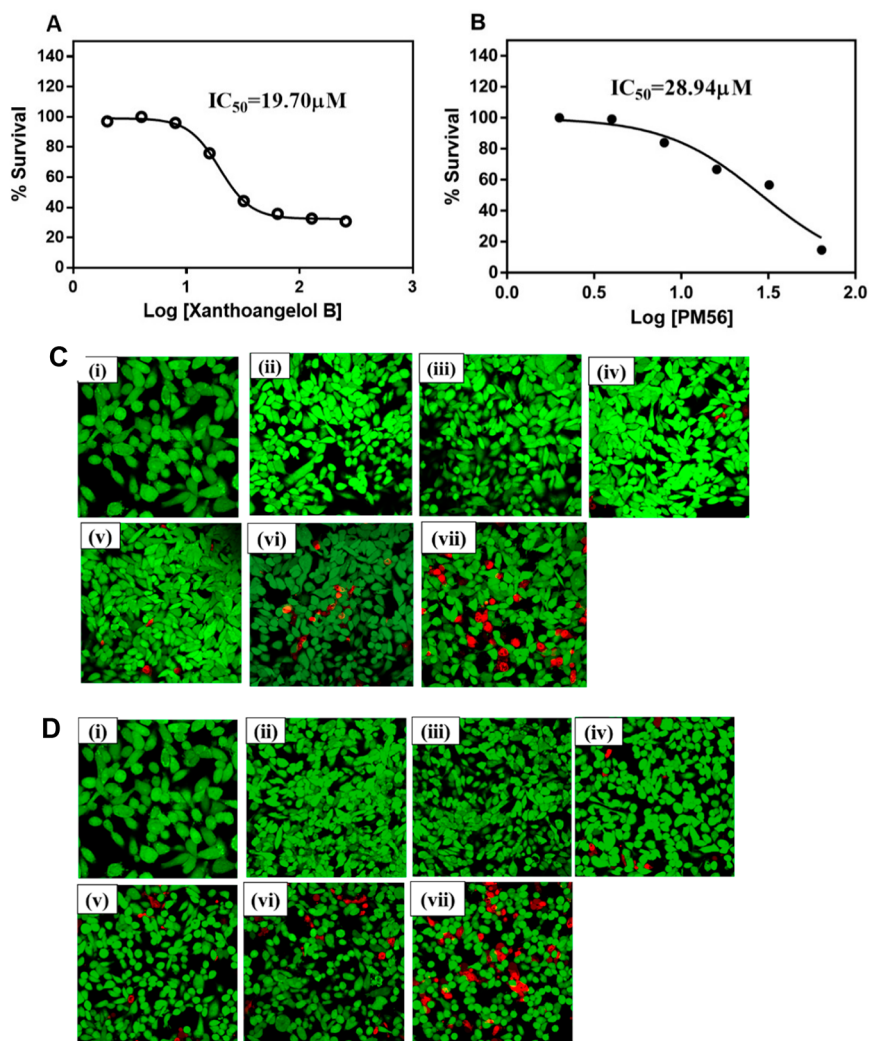 A
140
120
100
80
60
40
20
0
% Survival
IC50=19.70μM
0
1
2
3
Log [Xanthoangelol B]
B
140
120
100
80
60
40
20
0
% Survival
IC50=28.94μM
0.0
0.5
1.0
1.5
2.0
Log [PM56]
C
(i)
(ii)
(iii)
(iv)
(v)
(vi)
(vii)
D
(i)
(ii)
(iii)
(iv)
(v)
(vi)
(vii)